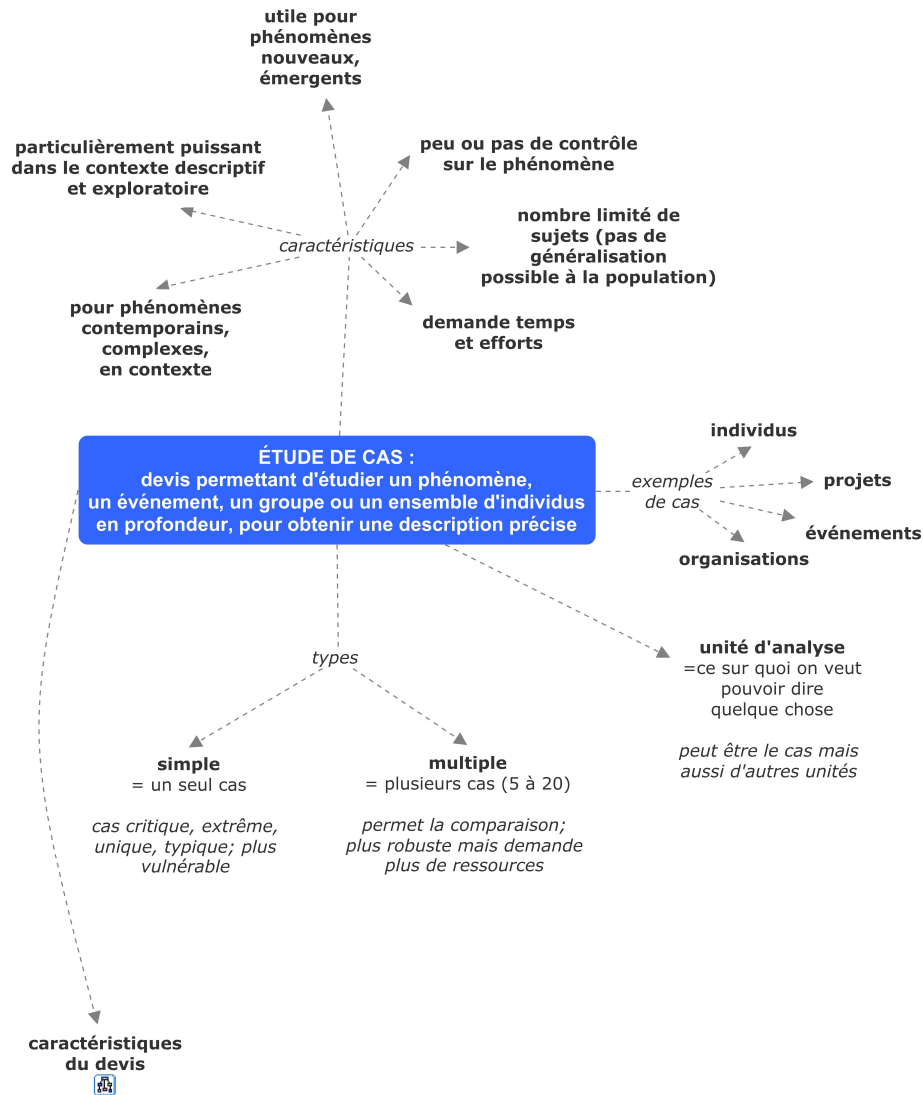 utile pour
phénomènes
nouveaux,
émergents
particulièrement puissant
dans le contexte descriptif
et exploratoire
peu ou pas de contrôle
sur le phénomène
caractéristiques
nombre limité de
sujets (pas de
généralisation
possible à la population)
pour phénomènes
contemporains,
complexes,
en contexte
demande temps
et efforts
ÉTUDE DE CAS :
devis permettant d'étudier un phénomène,
un événement, un groupe ou un ensemble d'individus
en profondeur, pour obtenir une description précise
exemples
de cas
individus
projets
événements
organisations
unité d'analyse
=ce sur quoi on veut
pouvoir dire
quelque chose
peut être le cas mais
aussi d'autres unités
types
simple
= un seul cas
cas critique, extrême,
unique, typique; plus
vulnérable
multiple
= plusieurs cas (5 à 20)
permet la comparaison;
plus robuste mais demande
plus de ressources
caractéristiques
du devis